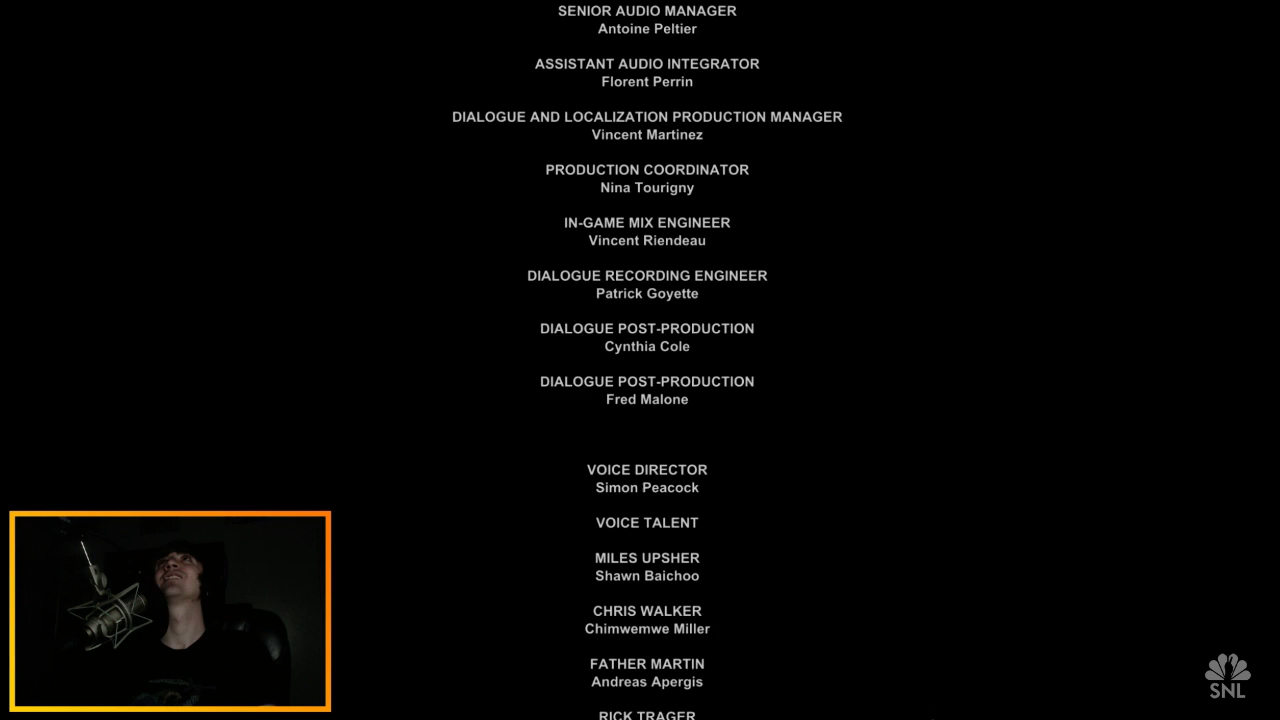 SENIOR AUDIO MANAGER
Antoine Peltier
ASSISTANT AUDIO INTEGRATOR
Florent Perrin
DIALOGUE AND LOCALIZATION PRODUCTION MANAGER
Vincent Martinez
PRODUCTION COORDINATOR
Nina Tourigny
IN-GAME MIX ENGINEER
Vincent Riendeau
DIALOGUE RECORDING ENGINEER
Patrick Goyette
DIALOGUE POST-PRODUCTION
Cynthia Cole
DIALOGUE POST-PRODUCTION
Fred Malone
VOICE DIRECTOR
Simon Peacock
VOICE TALENT
MILES UPSHER
Shawn Baichoo
CHRIS WALKER
Chimwemwe Miller
FATHER MARTIN
Andreas Apergis
RICK TRAGER
SNL